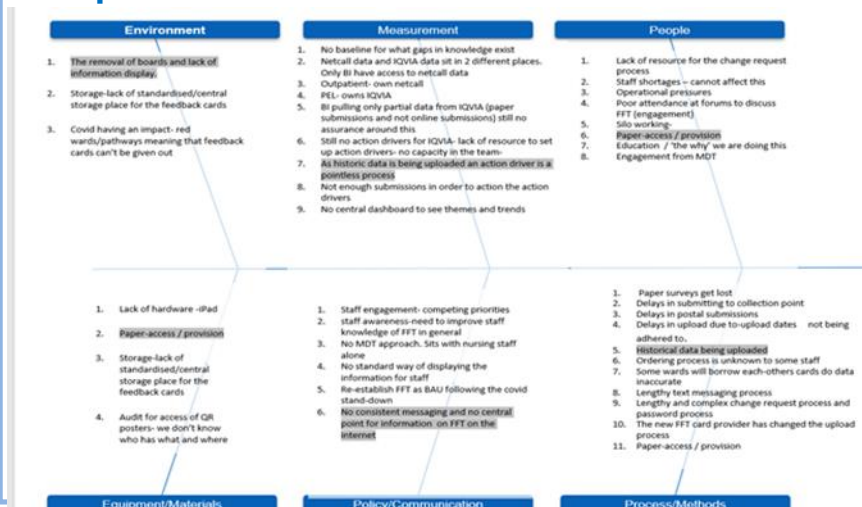 Environment
1. The removal of boards and lack of
information display.
2. Storage-lack of standardised/central
storage place for the feedback cards
3. Covid having an impact- red
wards/pathways meaning that feedback
cards can't be given out
Measurement
1. No baseline for what gaps in knowledge exist
2. Netcall data and IQVIA data sit in 2 different places.
Only BI have access to netcall data
3. Outpatient- own netcall
4. PEL- owns IQVIA
5. BI pulling only partial data from IQVIA (paper
submissions and not online submissions) still no
assurance around this
6. Still no action drivers for IQVIA- lack of resource to set
up action drivers- no capacity in the team-
7. As historic data is being uploaded an action driver is a
pointless process
8. Not enough submissions in order to action the action
drivers
9. No central dashboard to see themes and trends
People
1. Lack of resource for the change request
process
2. Staff shortages – cannot affect this
3. Operational pressures
4. Poor attendance at forums to discuss
FFT (engagement)
5. Silo working-
6. Paper-access / provision
7. Education / 'the why' we are doing this
8. Engagement from MDT
1. Lack of hardware -iPad
2. Paper-access / provision
3. Storage-lack of
standardised/central
storage place for the
feedback cards
4. Audit for access of QR
posters- we don't know
who has what and where
Equipment/Materials
1. Staff engagement- competing priorities
2. staff awareness-need to improve staff
knowledge of FFT in general
3. No MDT approach. Sits with nursing staff
alone
4. No standard way of displaying the
information for staff
5. Re-establish FFT as BAU following the covid
stand-down
6. No consistent messaging and no central
point for information on FFT on the
internet
Policy/Communication
1. Paper surveys get lost
2. Delays in submitting to collection point
3. Delays in postal submissions
4. Delays in upload due to-upload dates not being
adhered to.
5. Historical data being uploaded
6. Ordering process is unknown to some staff
7. Some wards will borrow each-others cards do data
inaccurate
8. Lengthy text messaging process
9. Lengthy and complex change request process and
password process
10. The new FFT card provider has changed the upload
process
11. Paper-access / provision
Process/Methods